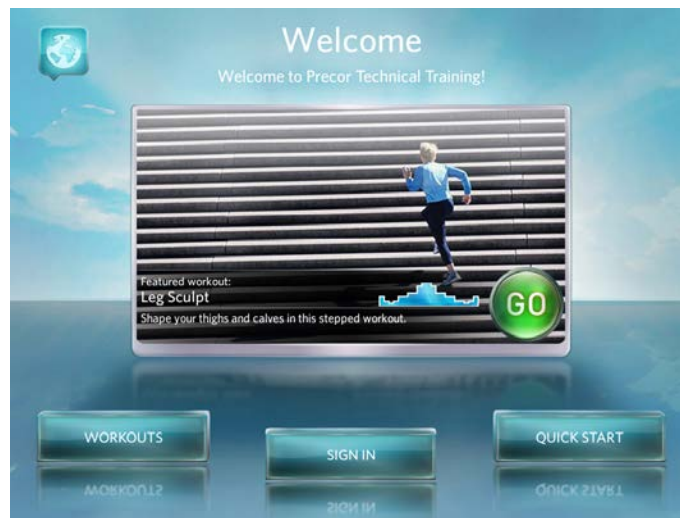 Welcome
Welcome to Precor Technical Training!
Featured workout:
Leg Sculpt
Shape your thighs and calves in this stepped workout.
GO
WORKOUTS
SIGN IN
QUICK START